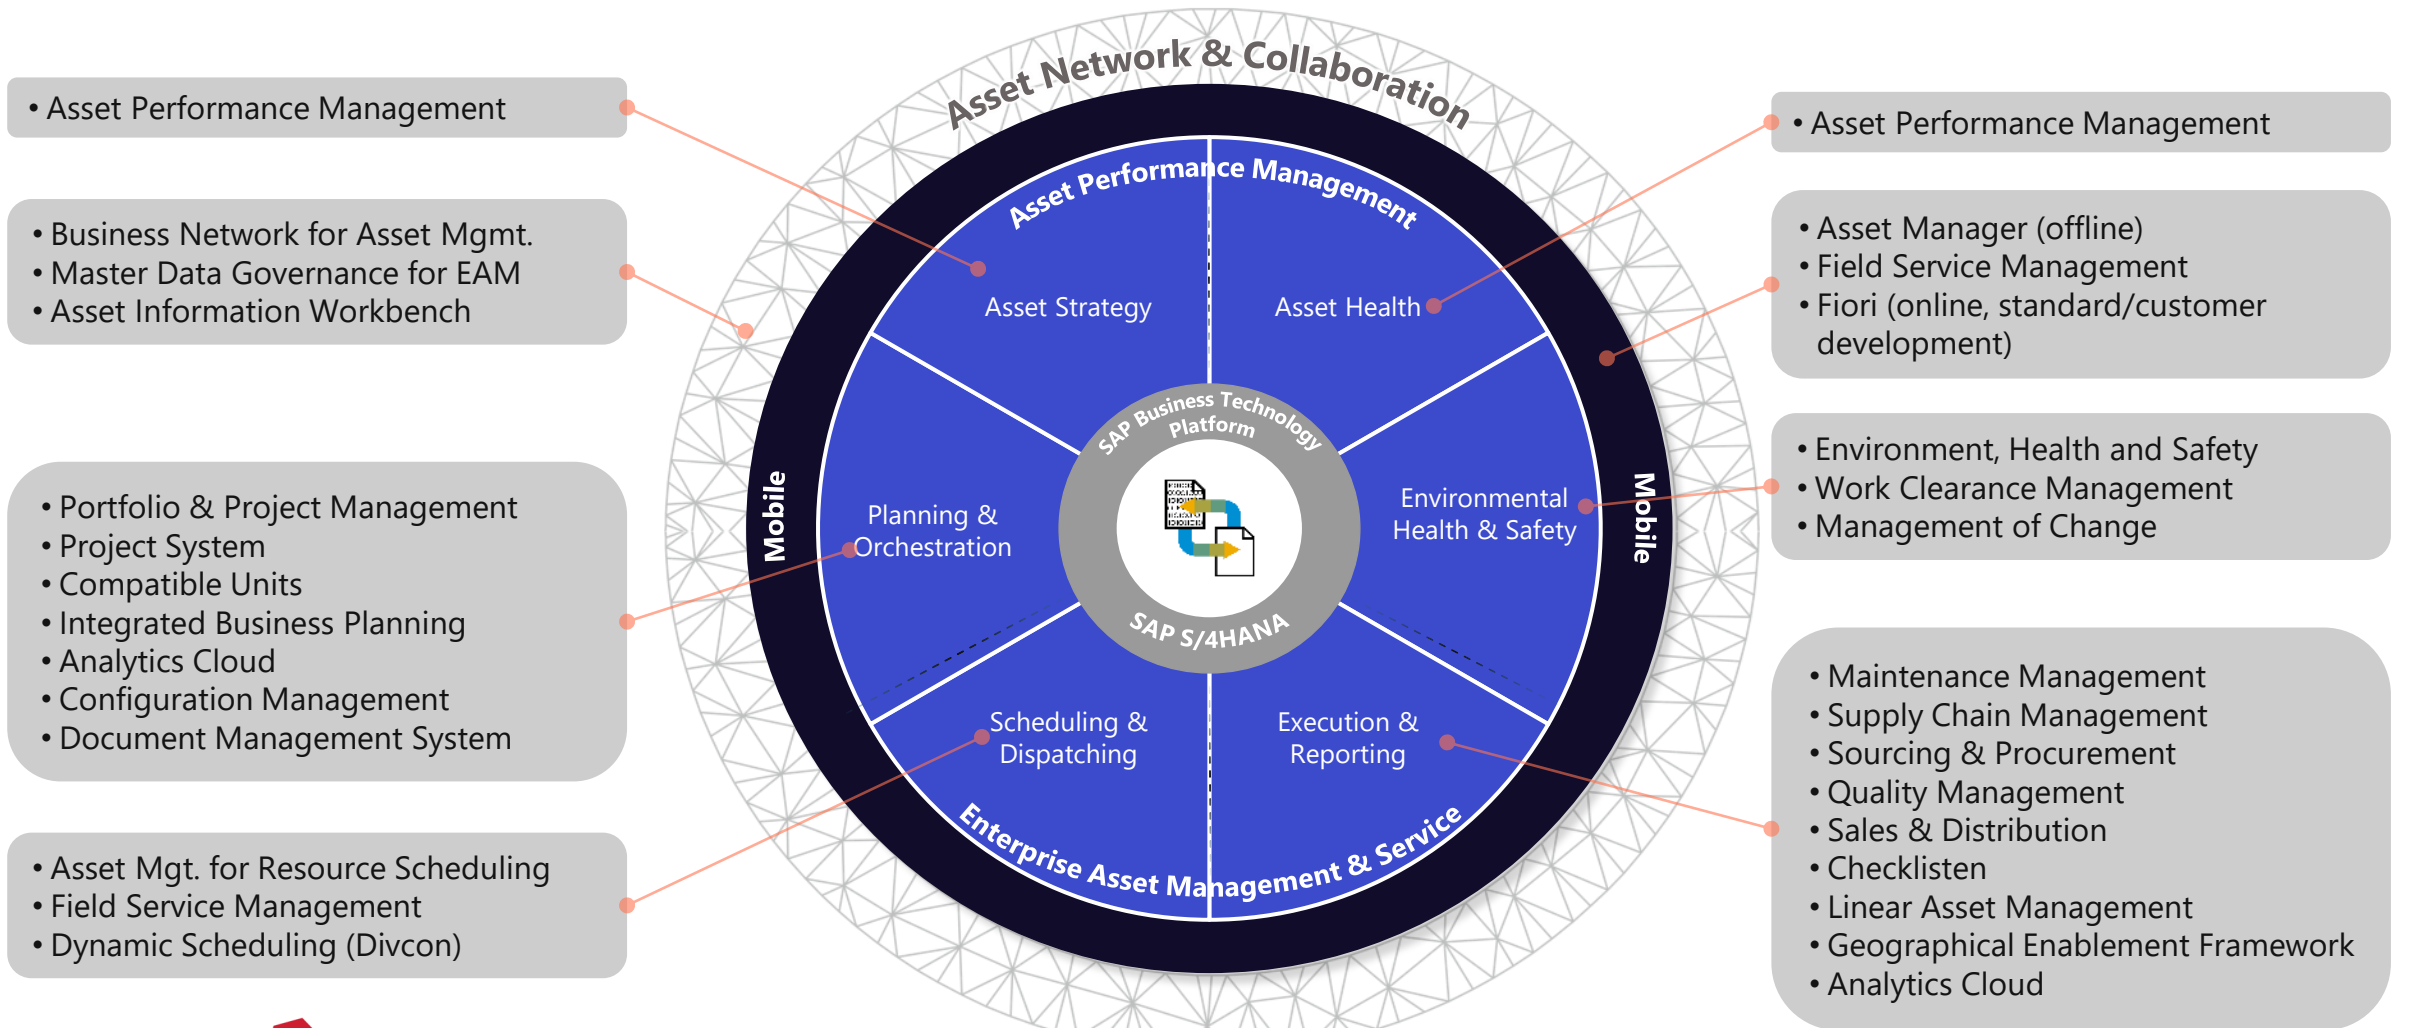 Asset Network & Collaboration
• Asset Performance Management
• Business Network for Asset Mgmt.
• Master Data Governance for EAM
• Asset Information Workbench
• Portfolio & Project Management
• Project System
• Compatible Units
• Integrated Business Planning
• Analytics Cloud
• Configuration Management
• Document Management System
• Asset Mgt. for Resource Scheduling
• Field Service Management
• Dynamic Scheduling (Divcon)
Asset Performance Management
Asset Strategy
Asset Health
Mobile
Planning &
Orchestration
SAP Business Technology
Platform
SAP S/4HANA
Environmental
Health & Safety
Mobile
Scheduling &
Dispatching
Execution &
Reporting
Enterprise Asset Management & Service
• Asset Performance Management
• Asset Manager (offline)
• Field Service Management
• Fiori (online, standard/customer
development)
• Environment, Health and Safety
• Work Clearance Management
• Management of Change
• Maintenance Management
• Supply Chain Management
• Sourcing & Procurement
• Quality Management
• Sales & Distribution
• Checklisten
• Linear Asset Management
• Geographical Enablement Framework
• Analytics Cloud